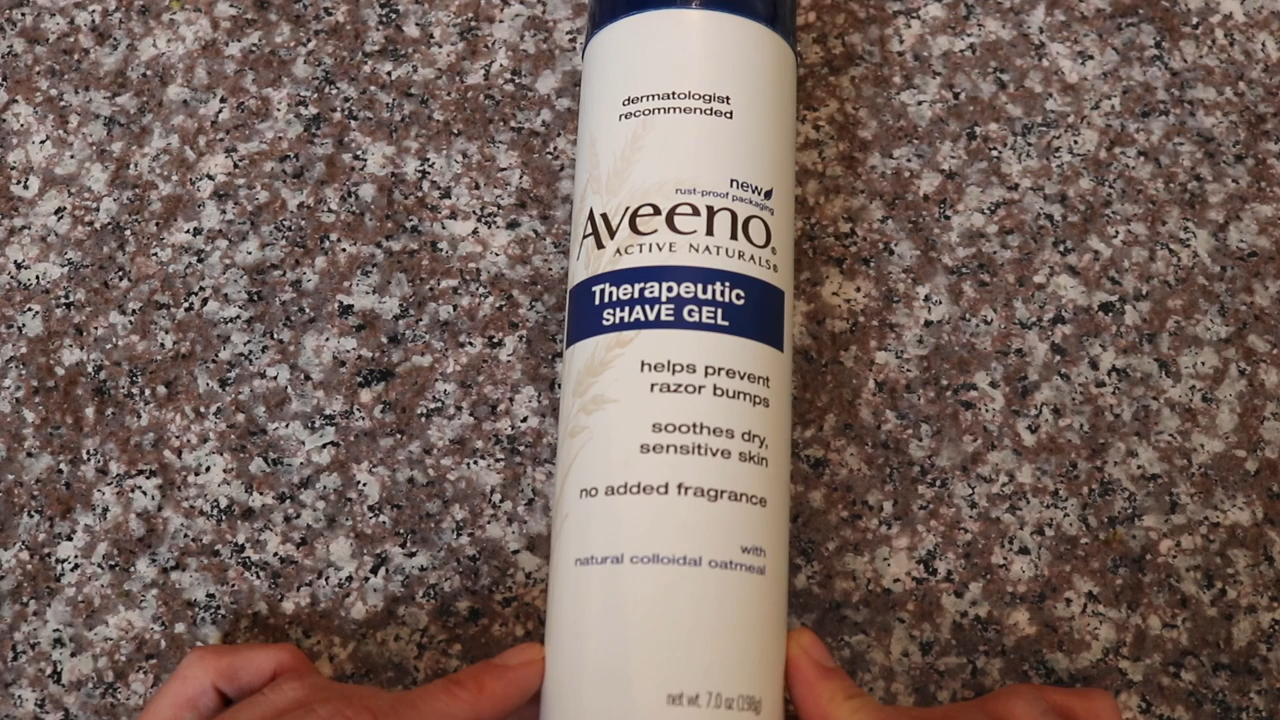 dermatologist
recommended
new
rust-proof packaging
Aveeno®
ACTIVE NATURALS®
Therapeutic
SHAVE GEL
helps prevent
razor bumps
soothes dry,
sensitive skin
no added fragrance
with
natural colloidal oatmeal
net wt. 7.0 oz (198g)